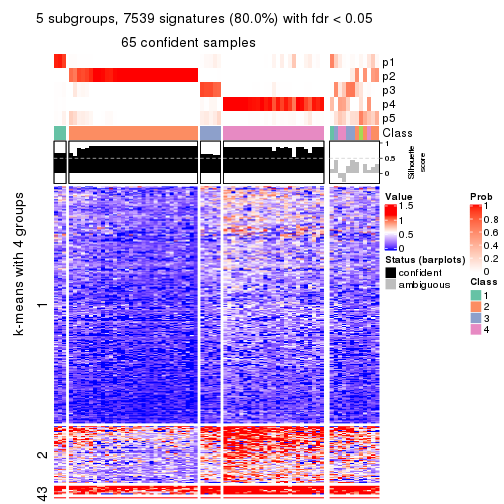 5 subgroups, 7539 signatures (80.0%) with fdr < 0.05
65 confident samples
p1
p2
p3
p4
p5
Class
1
0.5
0
Silhouette
score
k-means with 4 groups
1
2
3
4
Value
1.5
1
0.5
0
Status (barplots)
confident
ambiguous
Prob
1
0.8
0.6
0.4
0.2
0
Class
1
2
3
4